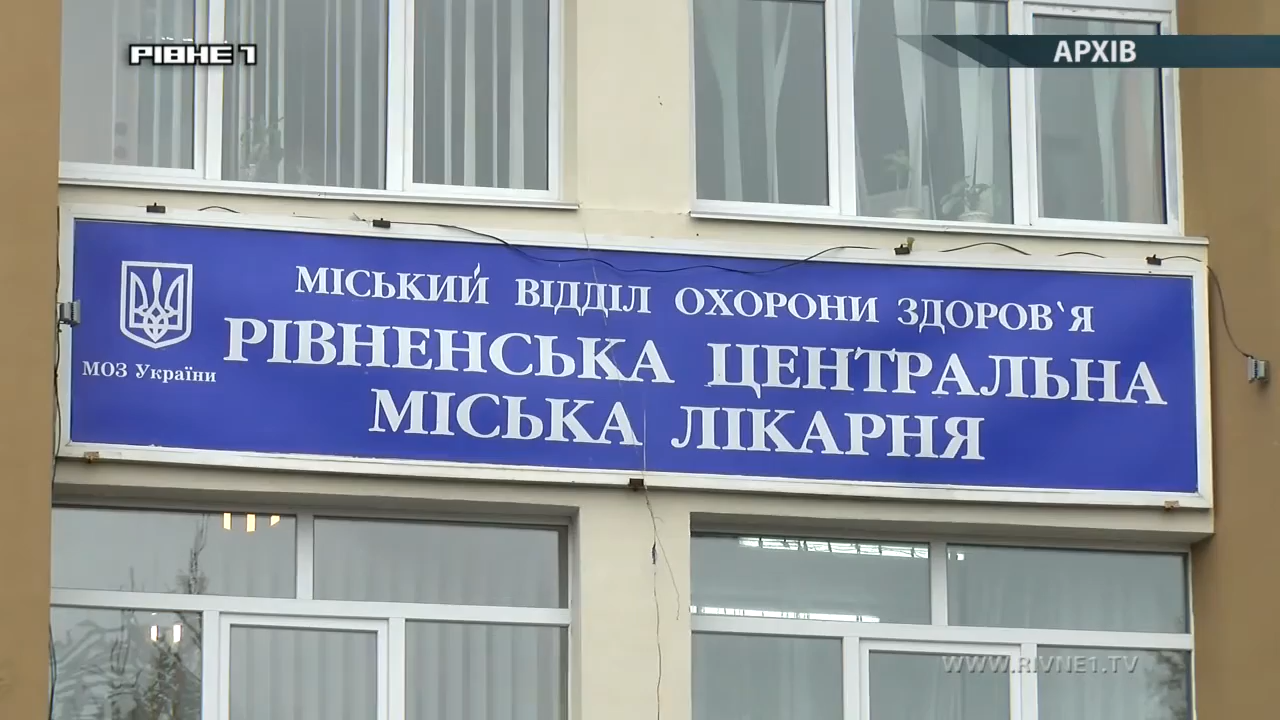 РІВНЕ 1
АРХІВ
МІСЬКИЙ ВІДДІЛ ОХОРОНИ ЗДОРОВ`Я
РІВНЕНСЬКА ЦЕНТРАЛЬНА
МІСЬКА ЛІКАРНЯ
МОЗ України
WWW.RIVNE1.TV